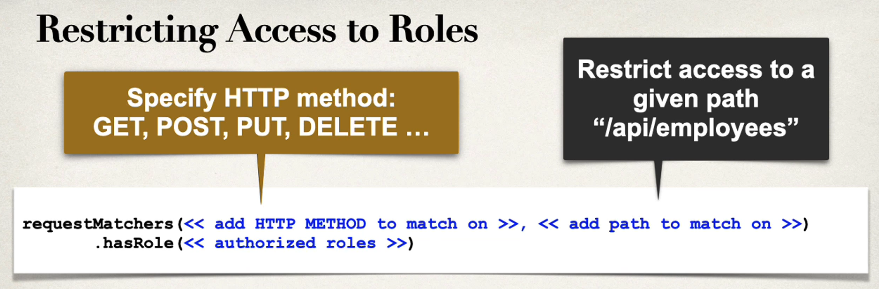 Restricting Access to Roles
Specify HTTP method:
GET, POST, PUT, DELETE …
Restrict access to a
given path
“/api/employees”
requestMatchers(<< add HTTP METHOD to match on >>, << add path to match on >>)
.hasRole(<< authorized roles >>)